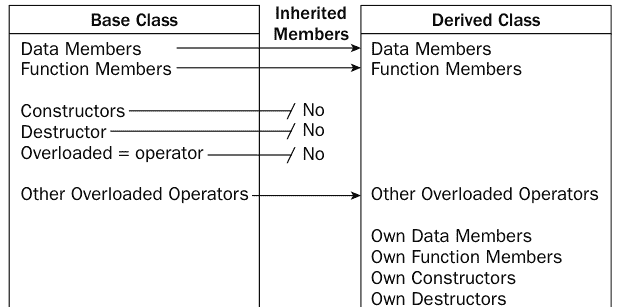 Base Class
Inherited
Members
Derived Class
Data Members
Data Members
Function Members
Function Members
Constructors
No
Destructor
No
Overloaded = operator
No
Other Overloaded Operators
Other Overloaded Operators
Own Data Members
Own Function Members
Own Constructors
Own Destructors